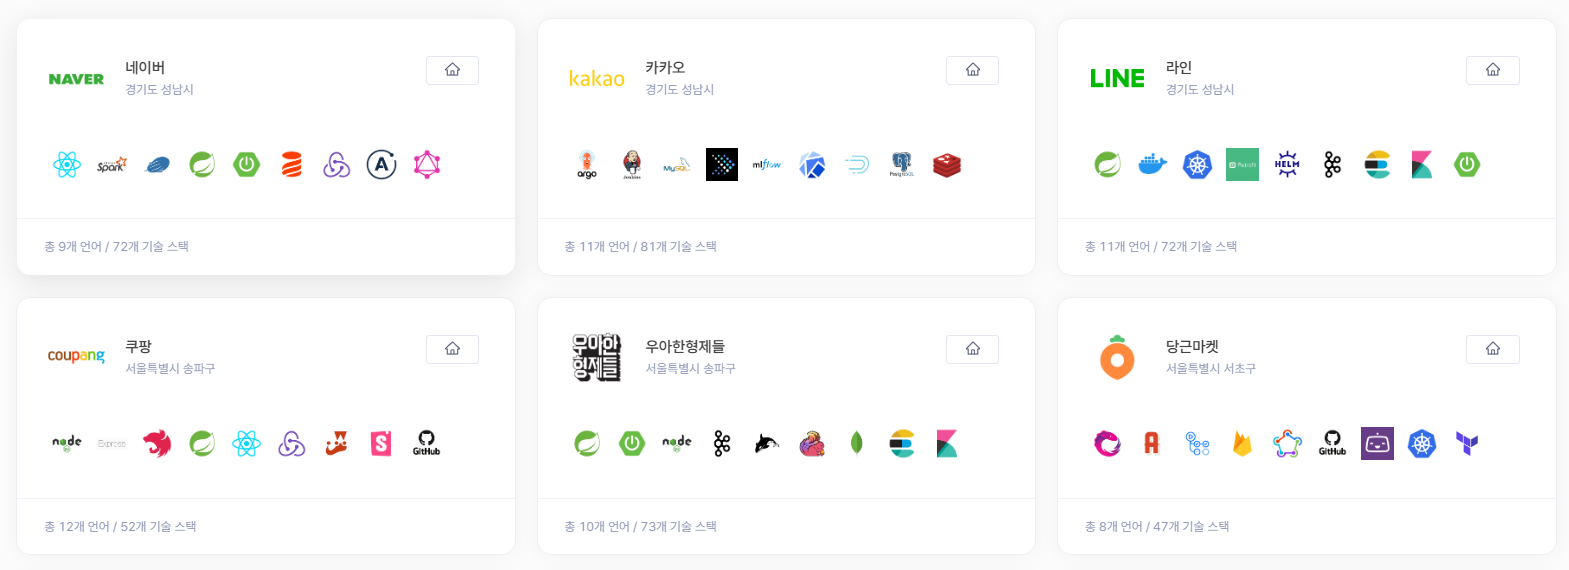 NAVER
네이버
경기도 성남시
Spark
총 9개 언어 / 72개 기술 스택
kakao
카카오
경기도 성남시
argo
Jenkins
MySQL
mlflow
PostgreSQL
총 11개 언어 / 81개 기술 스택
LINE
라인
경기도 성남시
HELM
총 11개 언어 / 72개 기술 스택
coupang
쿠팡
서울특별시 송파구
node
Express
GitHub
총 12개 언어 / 52개 기술 스택
우아한
형제들
우아한형제들
서울특별시 송파구
node
총 10개 언어 / 73개 기술 스택
당근마켓
서울특별시 서초구
GitHub
총 8개 언어 / 47개 기술 스택